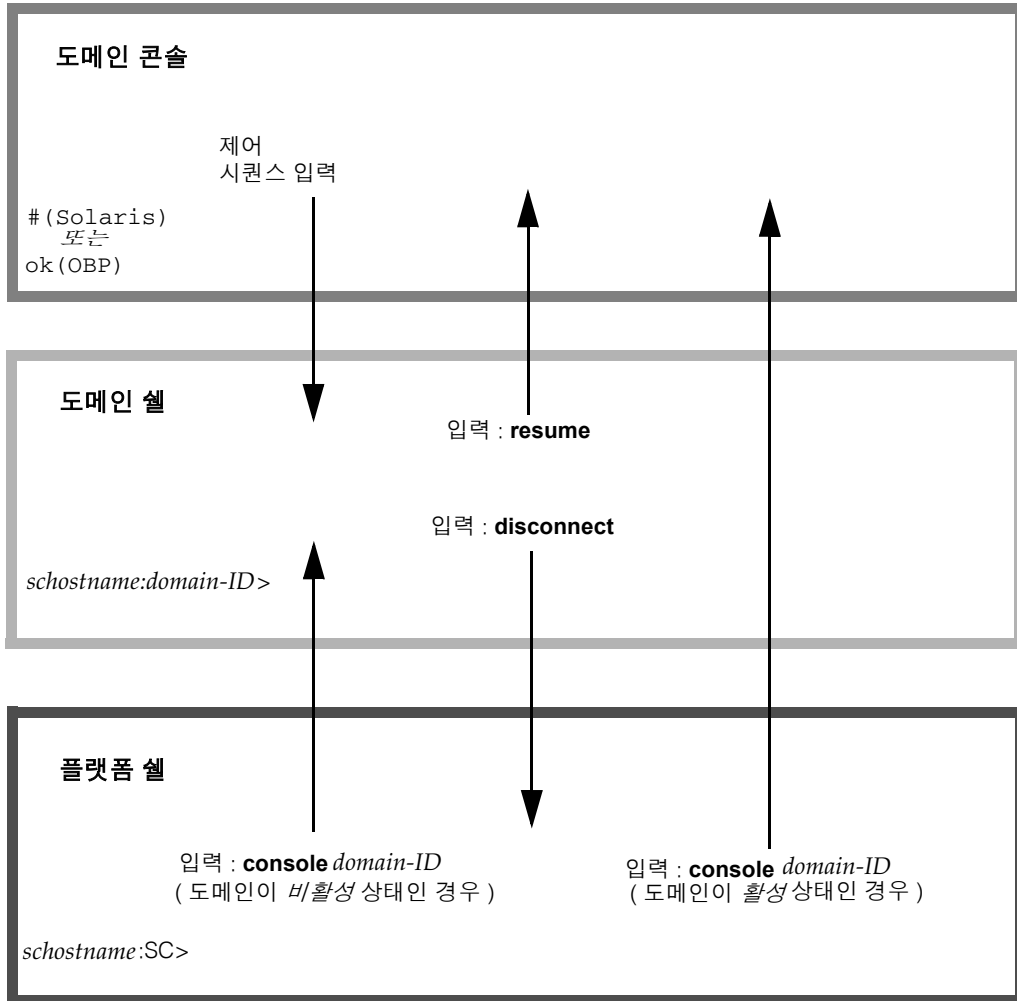 도메인 콘솔
제어
시퀀스 입력
#(Solaris)
또는
ok(OBP)
도메인 쉘
입력 : resume
입력 : disconnect
schostname:domain-ID>
플랫폼 쉘
입력 : console domain-ID
( 도메인이 비활성 상태인 경우 )
입력 : console domain-ID
( 도메인이 활성 상태인 경우 )
schostname:SC>